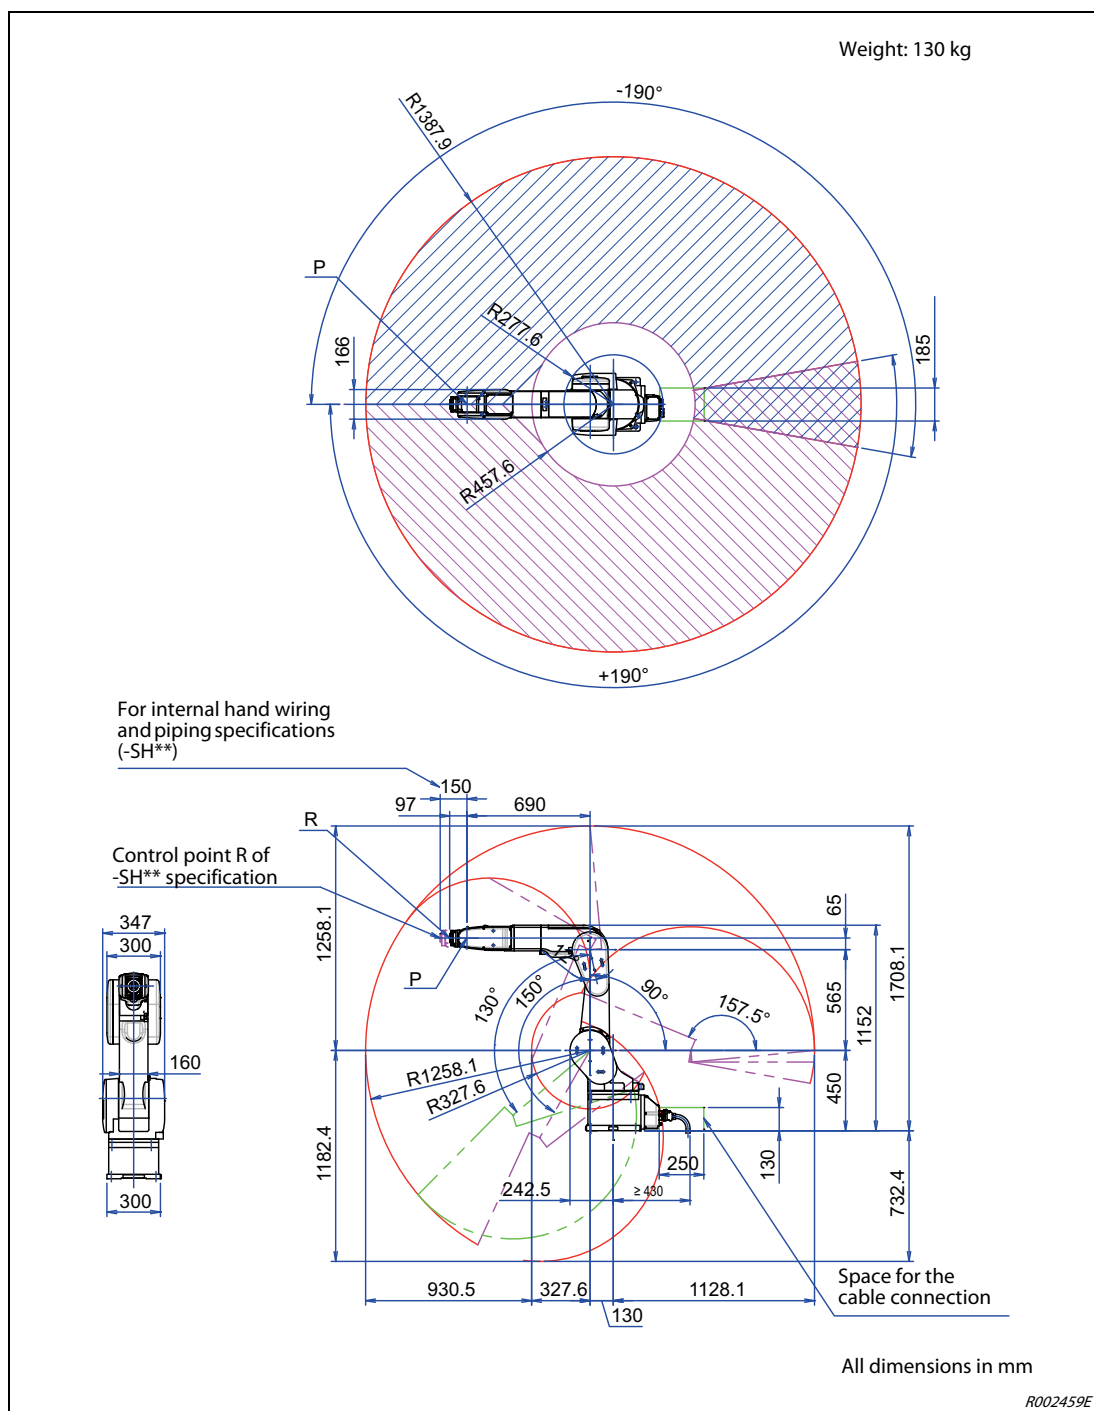 Weight: 130 kg
-190°
R1387.9
P
R277.6
166
185
R457.6
+190°
For internal hand wiring
and piping specifications
(-SH**)
150
97
690
R
Control point R of
-SH** specification
347
300
160
300
1258.1
1182.4
P
130°
150°
90°
157.5°
R1258.1
R327.6
65
565
1152
1708.1
450
130
732.4
250
242.5
≥ 430
930.5
327.6
130
1128.1
Space for the
cable connection
All dimensions in mm
R002459E